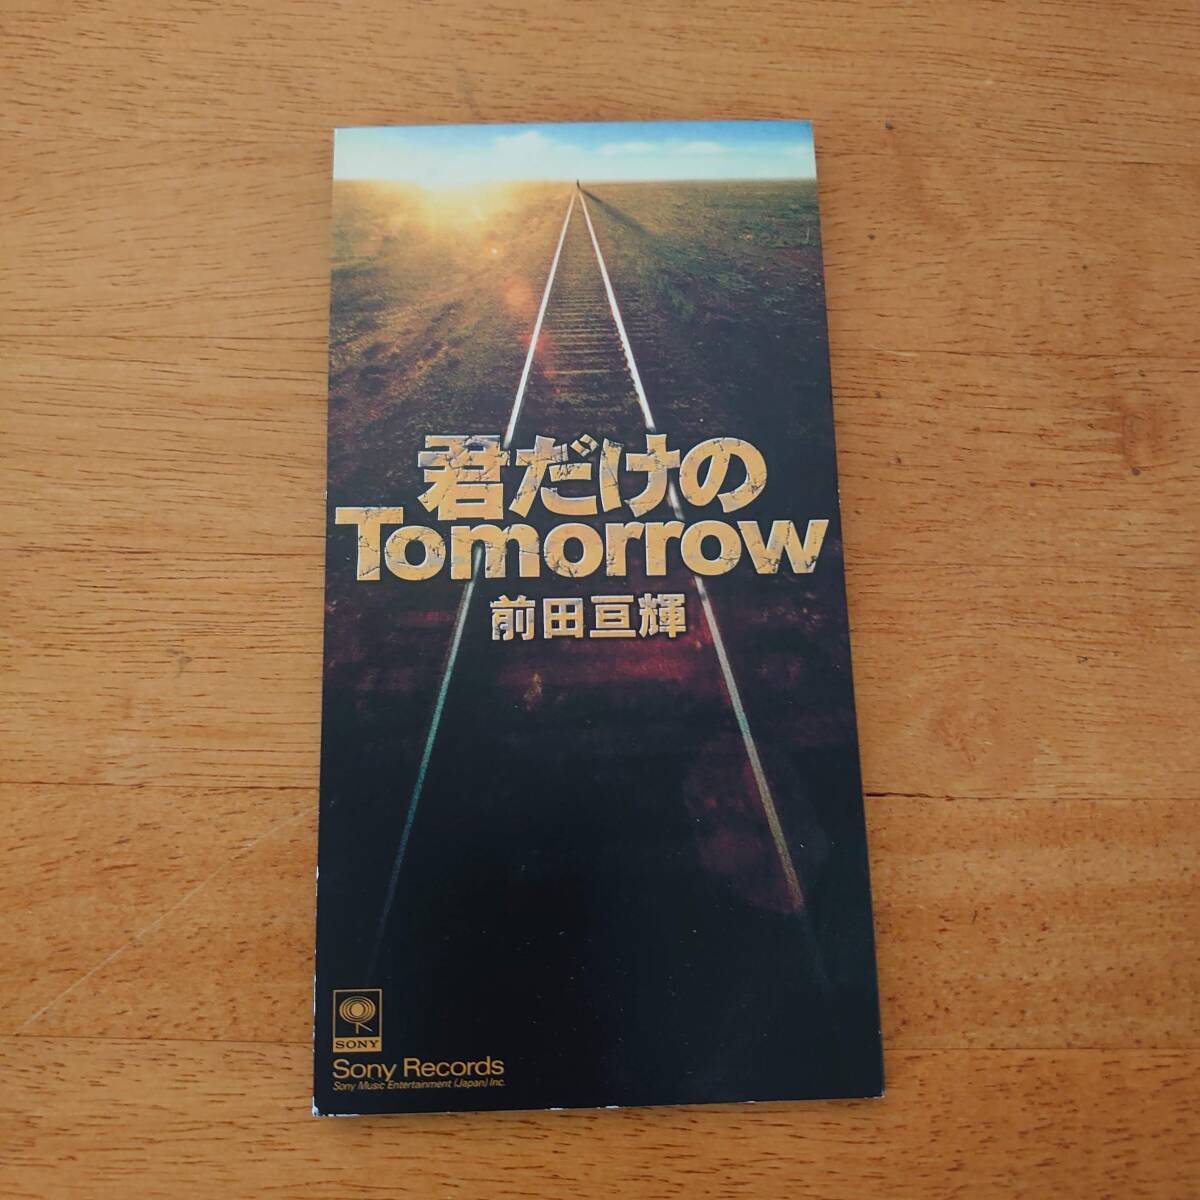 君だけの
Tomorrow
前田亘輝
SONY
Sony Records
Sony Music Entertainment (Japan) Inc.